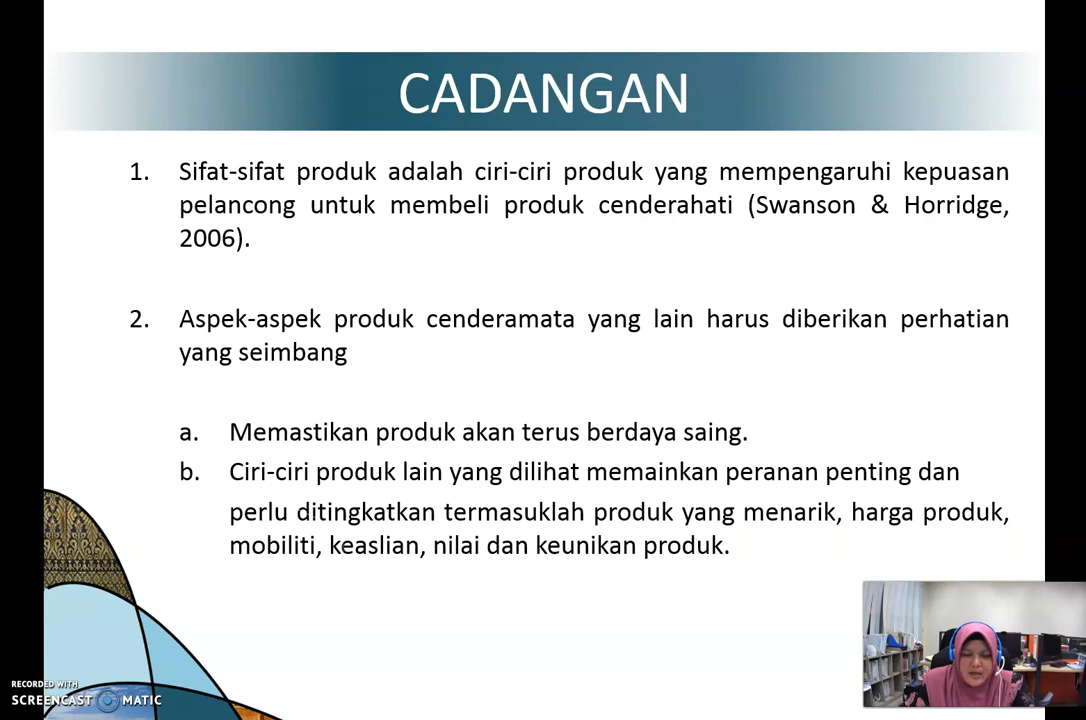 CADANGAN
1. Sifat-sifat produk adalah ciri-ciri produk yang mempengaruhi kepuasan
pelancong untuk membeli produk cenderahati (Swanson & Horridge,
2006).
2. Aspek-aspek produk cenderamata yang lain harus diberikan perhatian
yang seimbang
a. Memastikan produk akan terus berdaya saing.
b. Ciri-ciri produk lain yang dilihat memainkan peranan penting dan
perlu ditingkatkan termasuklah produk yang menarik, harga produk,
mobiliti, keaslian, nilai dan keunikan produk.
RECORDED WITH
SCREENCAST MATIC